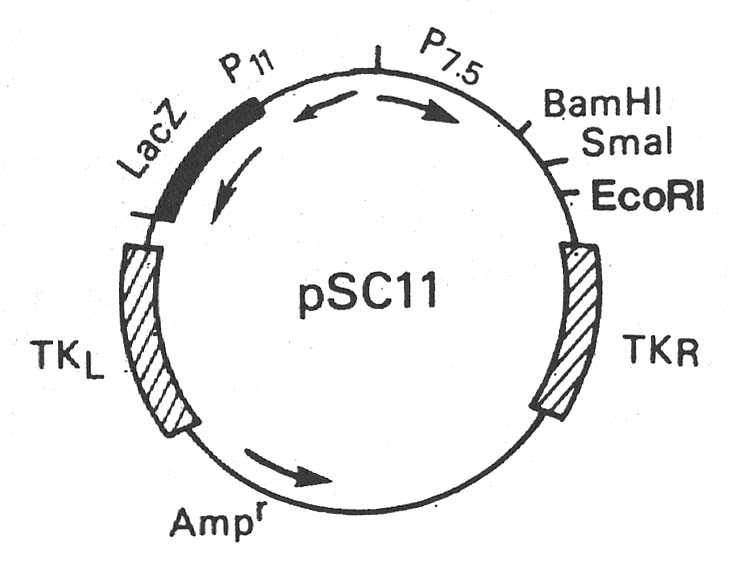 P11
P7.5
LacZ
BamHI
SmaI
EcoRI
pSC11
TKL
TKR
Ampr